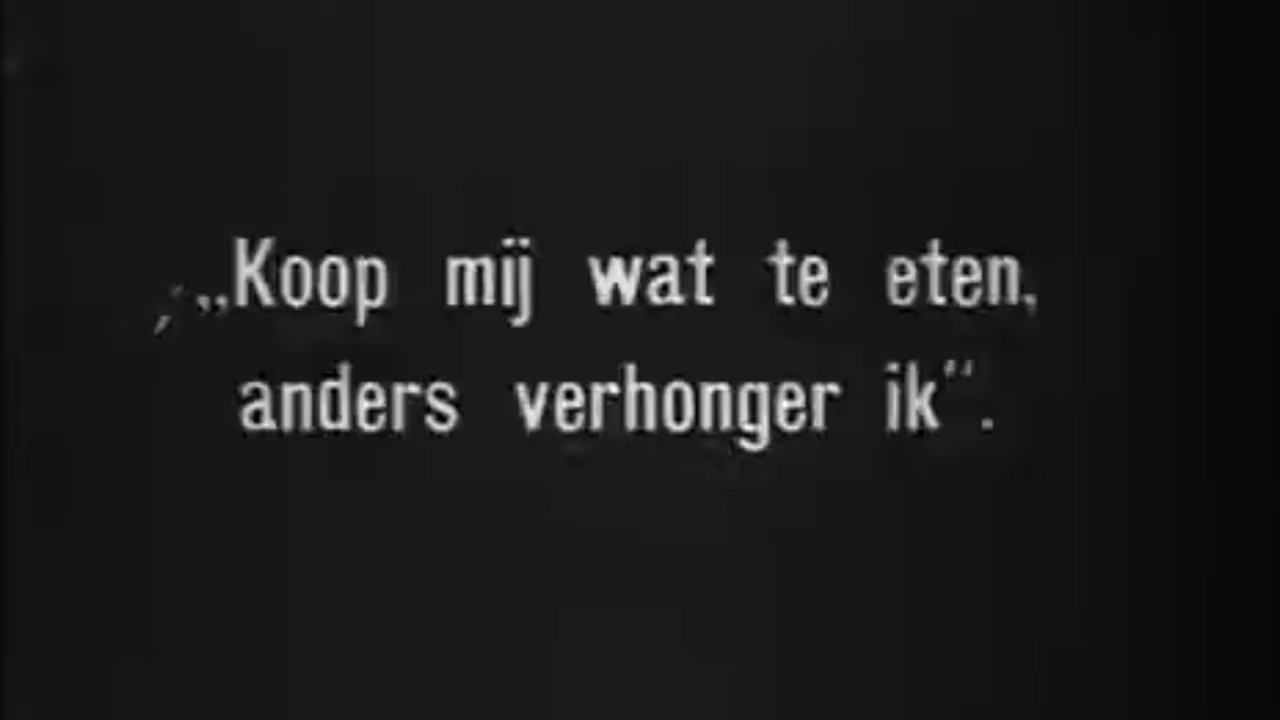 „Koop mij wat te eten,
anders verhonger ik“.